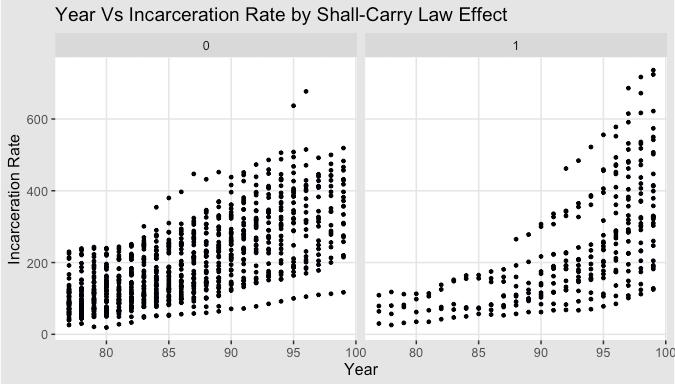 Year Vs Incarceration Rate by Shall-Carry Law Effect
0 1
Incarceration Rate
600
400
200
0
80 85 90 95 100 80 85 90 95 100
Year